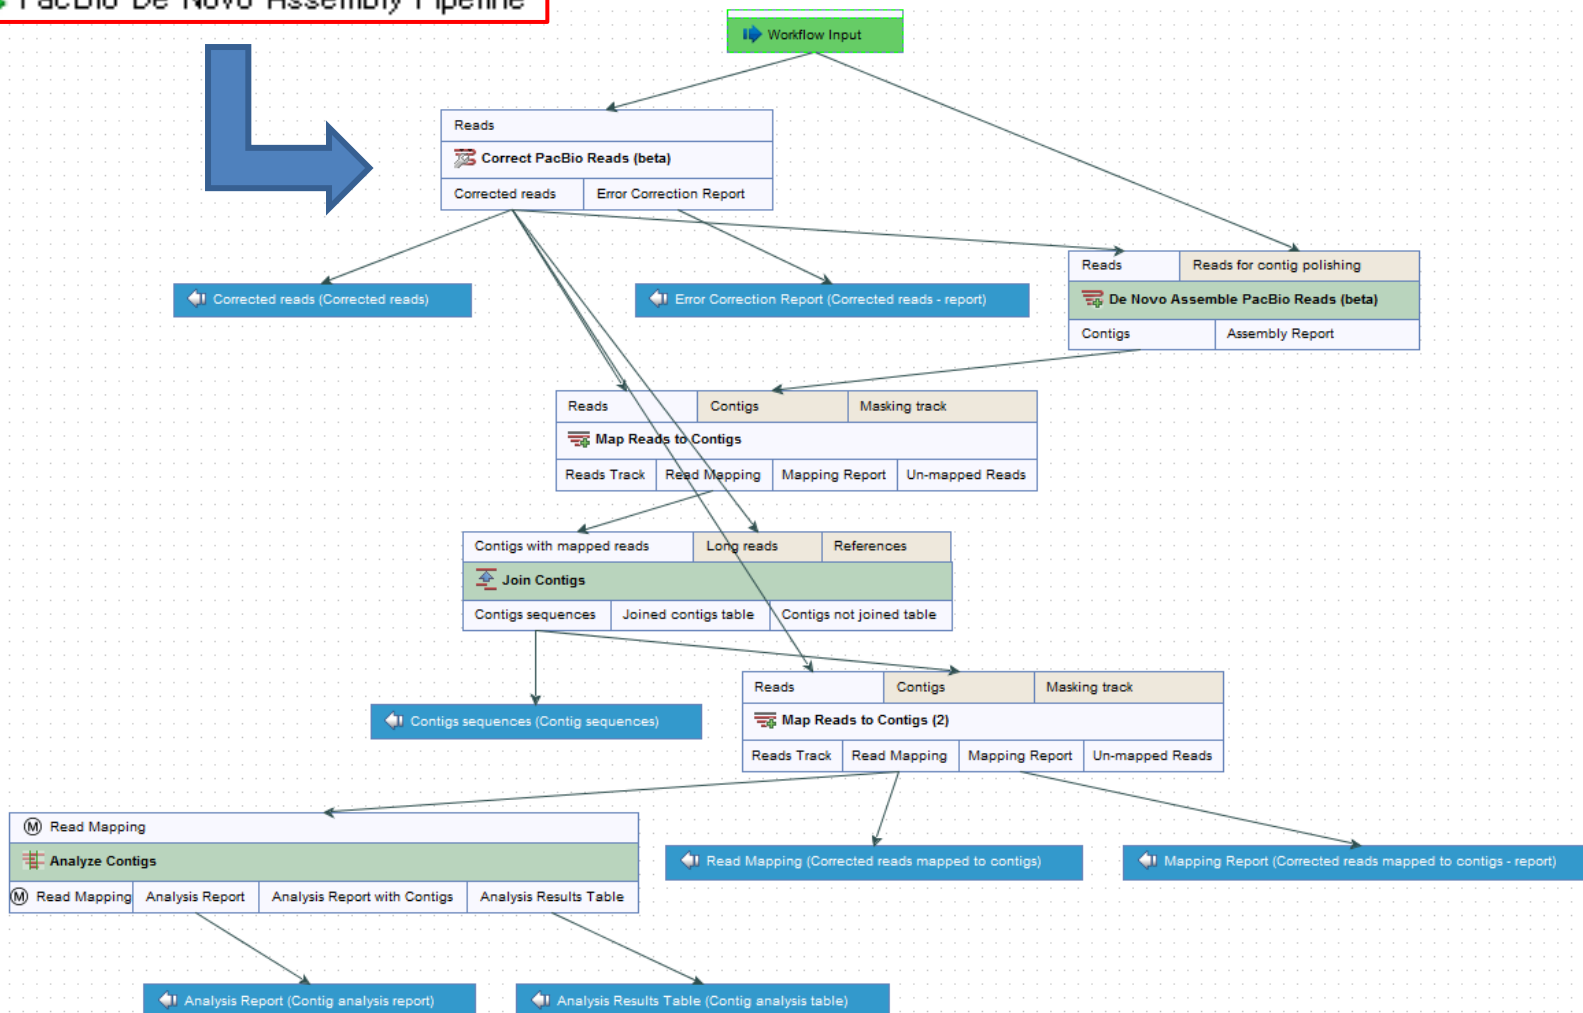 PacBio De Novo Assembly Pipeline
Workflow Input
Reads
Correct PacBio Reads (beta)
Corrected reads Error Correction Report
Reads Reads for contig polishing
De Novo Assemble PacBio Reads (beta)
Contigs Assembly Report
Corrected reads (Corrected reads)
Error Correction Report (Corrected reads - report)
Reads Contigs Masking track
Map Reads to Contigs
Reads Track Read Mapping Mapping Report Un-mapped Reads
Contigs with mapped reads Long reads References
Join Contigs
Contigs sequences Joined contigs table Contigs not joined table
Reads Contigs Masking track
Map Reads to Contigs (2)
Reads Track Read Mapping Mapping Report Un-mapped Reads
Contigs sequences (Contig sequences)
M Read Mapping
Analyze Contigs
M Read Mapping Analysis Report Analysis Report with Contigs Analysis Results Table
Read Mapping (Corrected reads mapped to contigs)
Mapping Report (Corrected reads mapped to contigs - report)
Analysis Report (Contig analysis report)
Analysis Results Table (Contig analysis table)